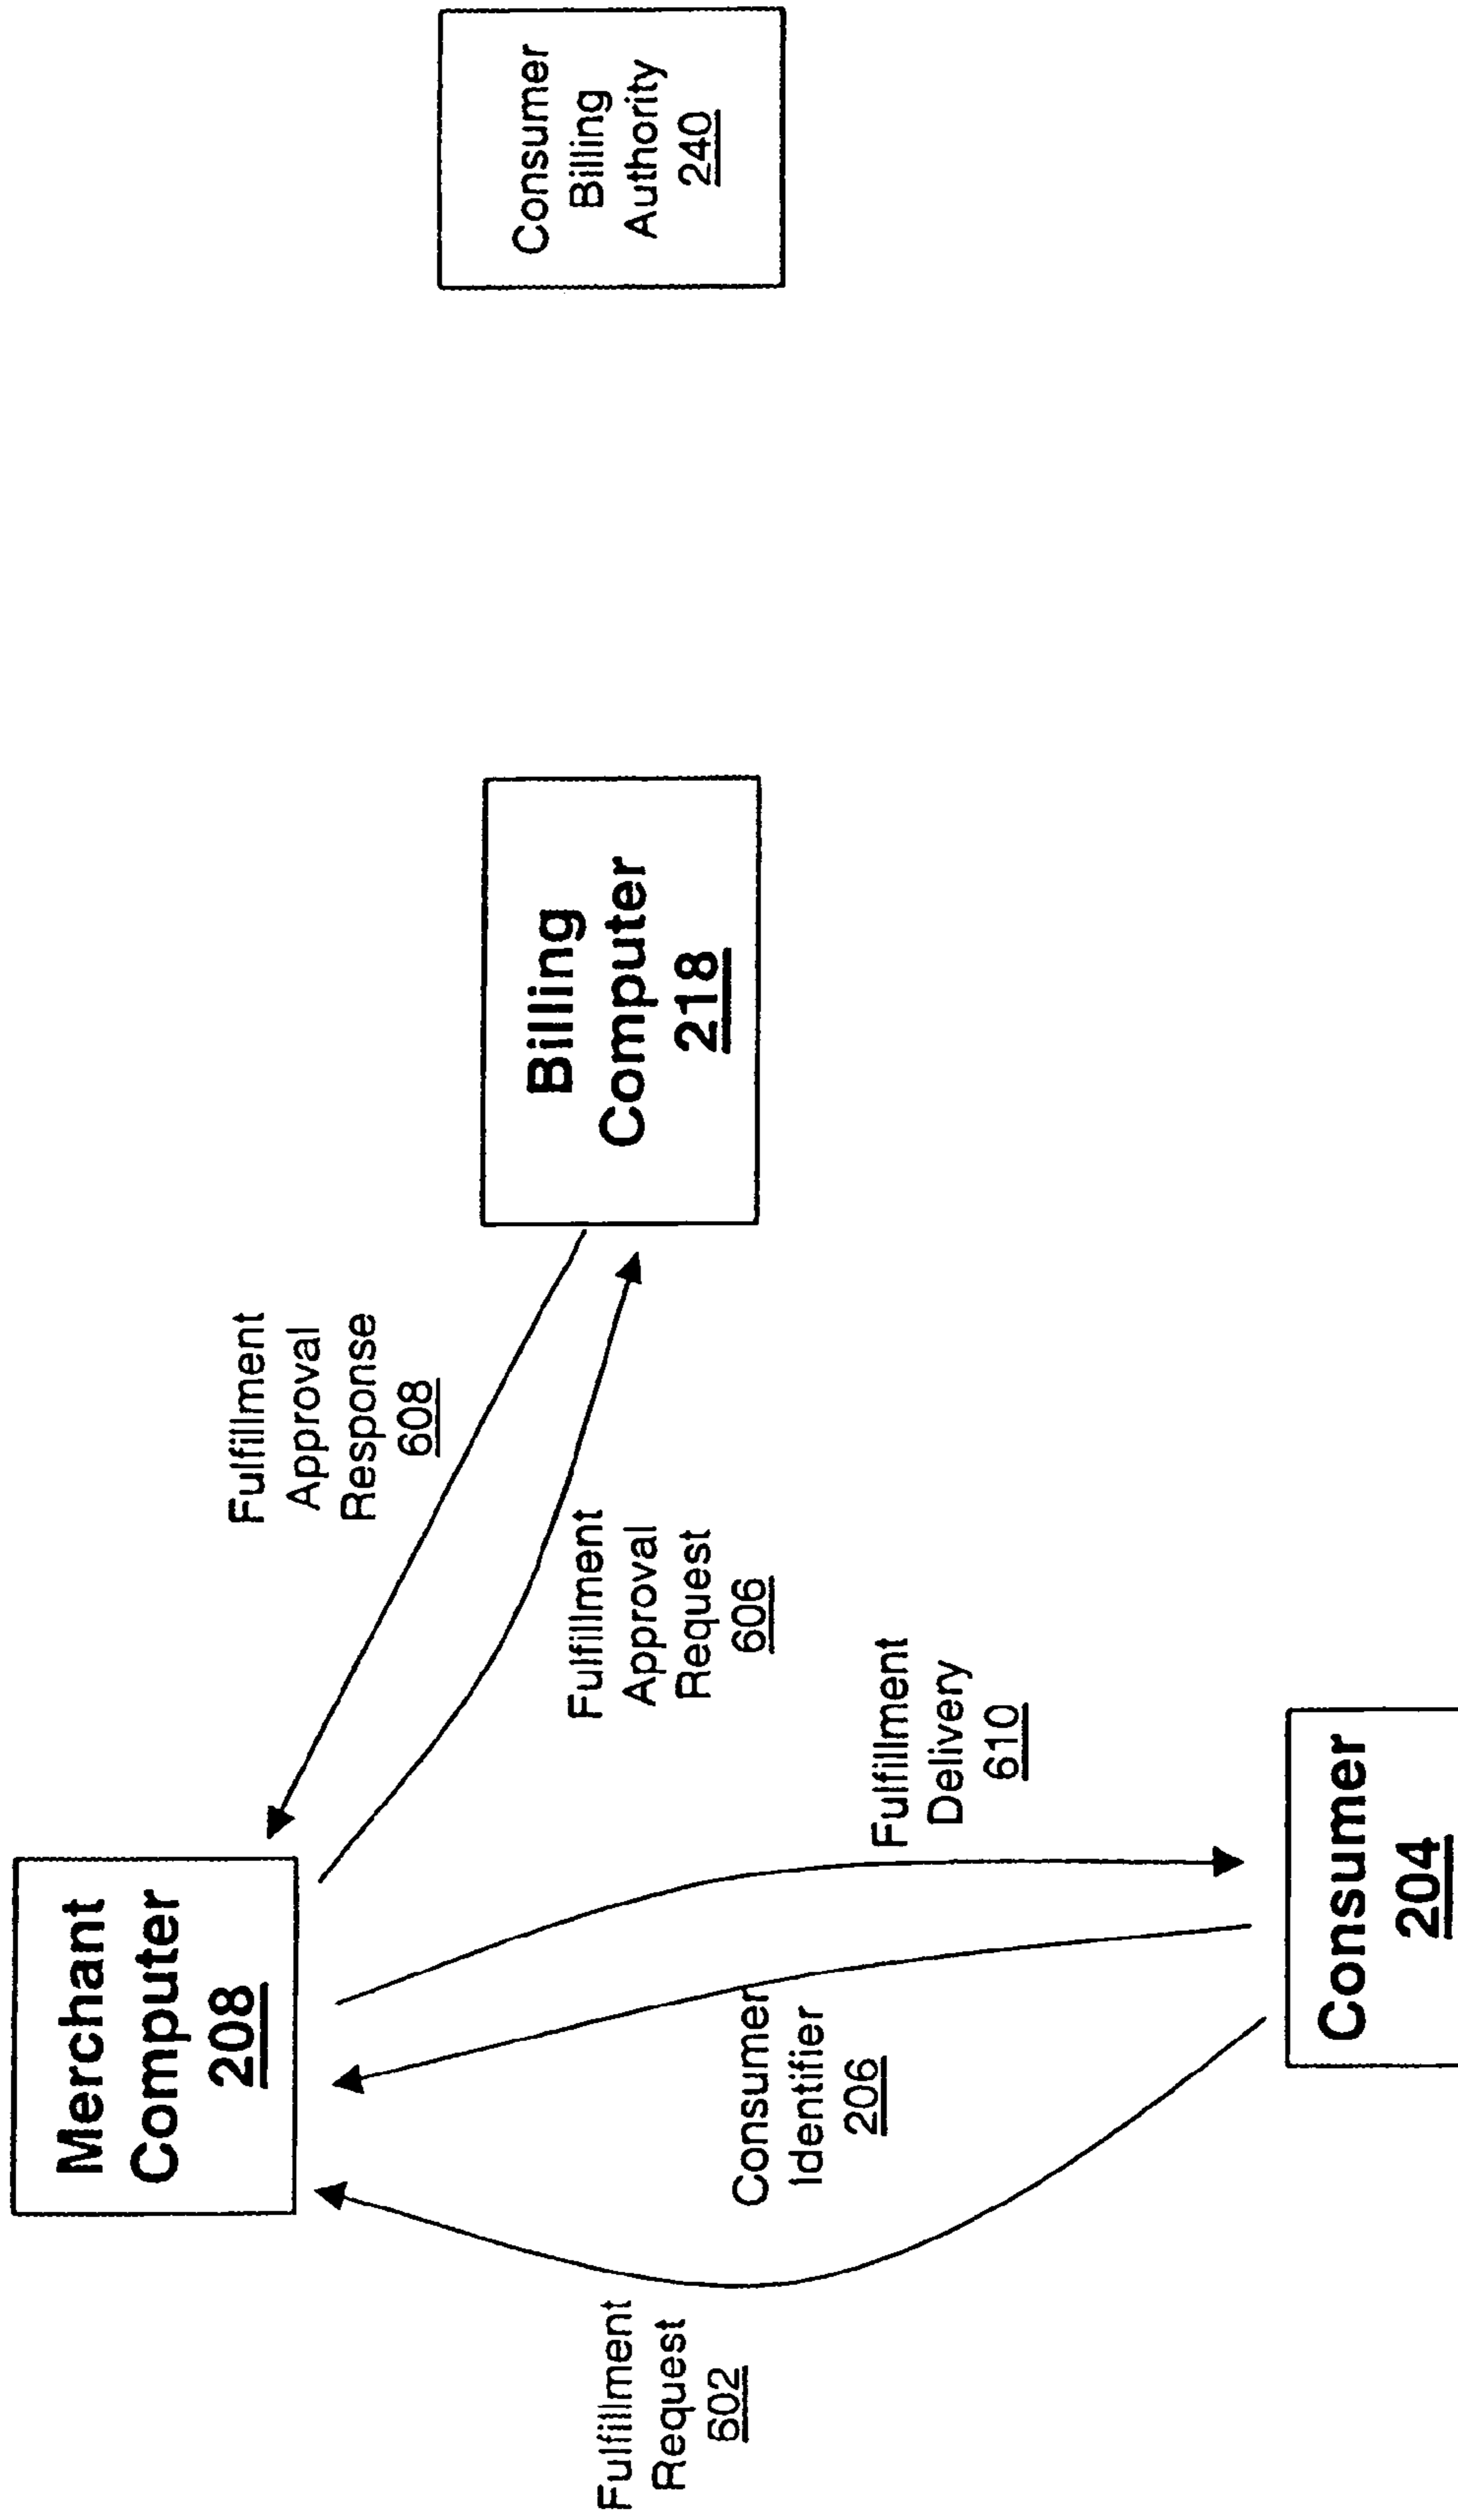 Merchant
Computer
208
Fulfillment
Approval
Response
608
Billing
Computer
218
Consumer
Billing
Authority
240
Fulfillment
Approval
Request
606
Fulfillment
Request
602
Consumer
Identifier
206
Fulfillment
Delivery
610
Consumer
204